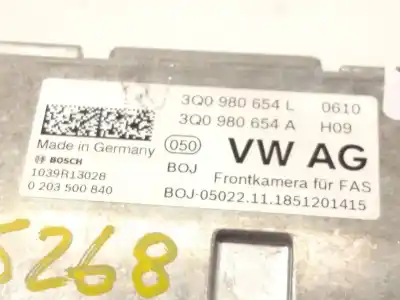 3Q0 980 654 L 0610
3Q0 980 654 A H09
Made in Germany 050 VW AG
BOSCH BOJ
1039R13028 Frontkamera für FAS
0 203 500 840 BOJ-05022.11.1851201415
5268